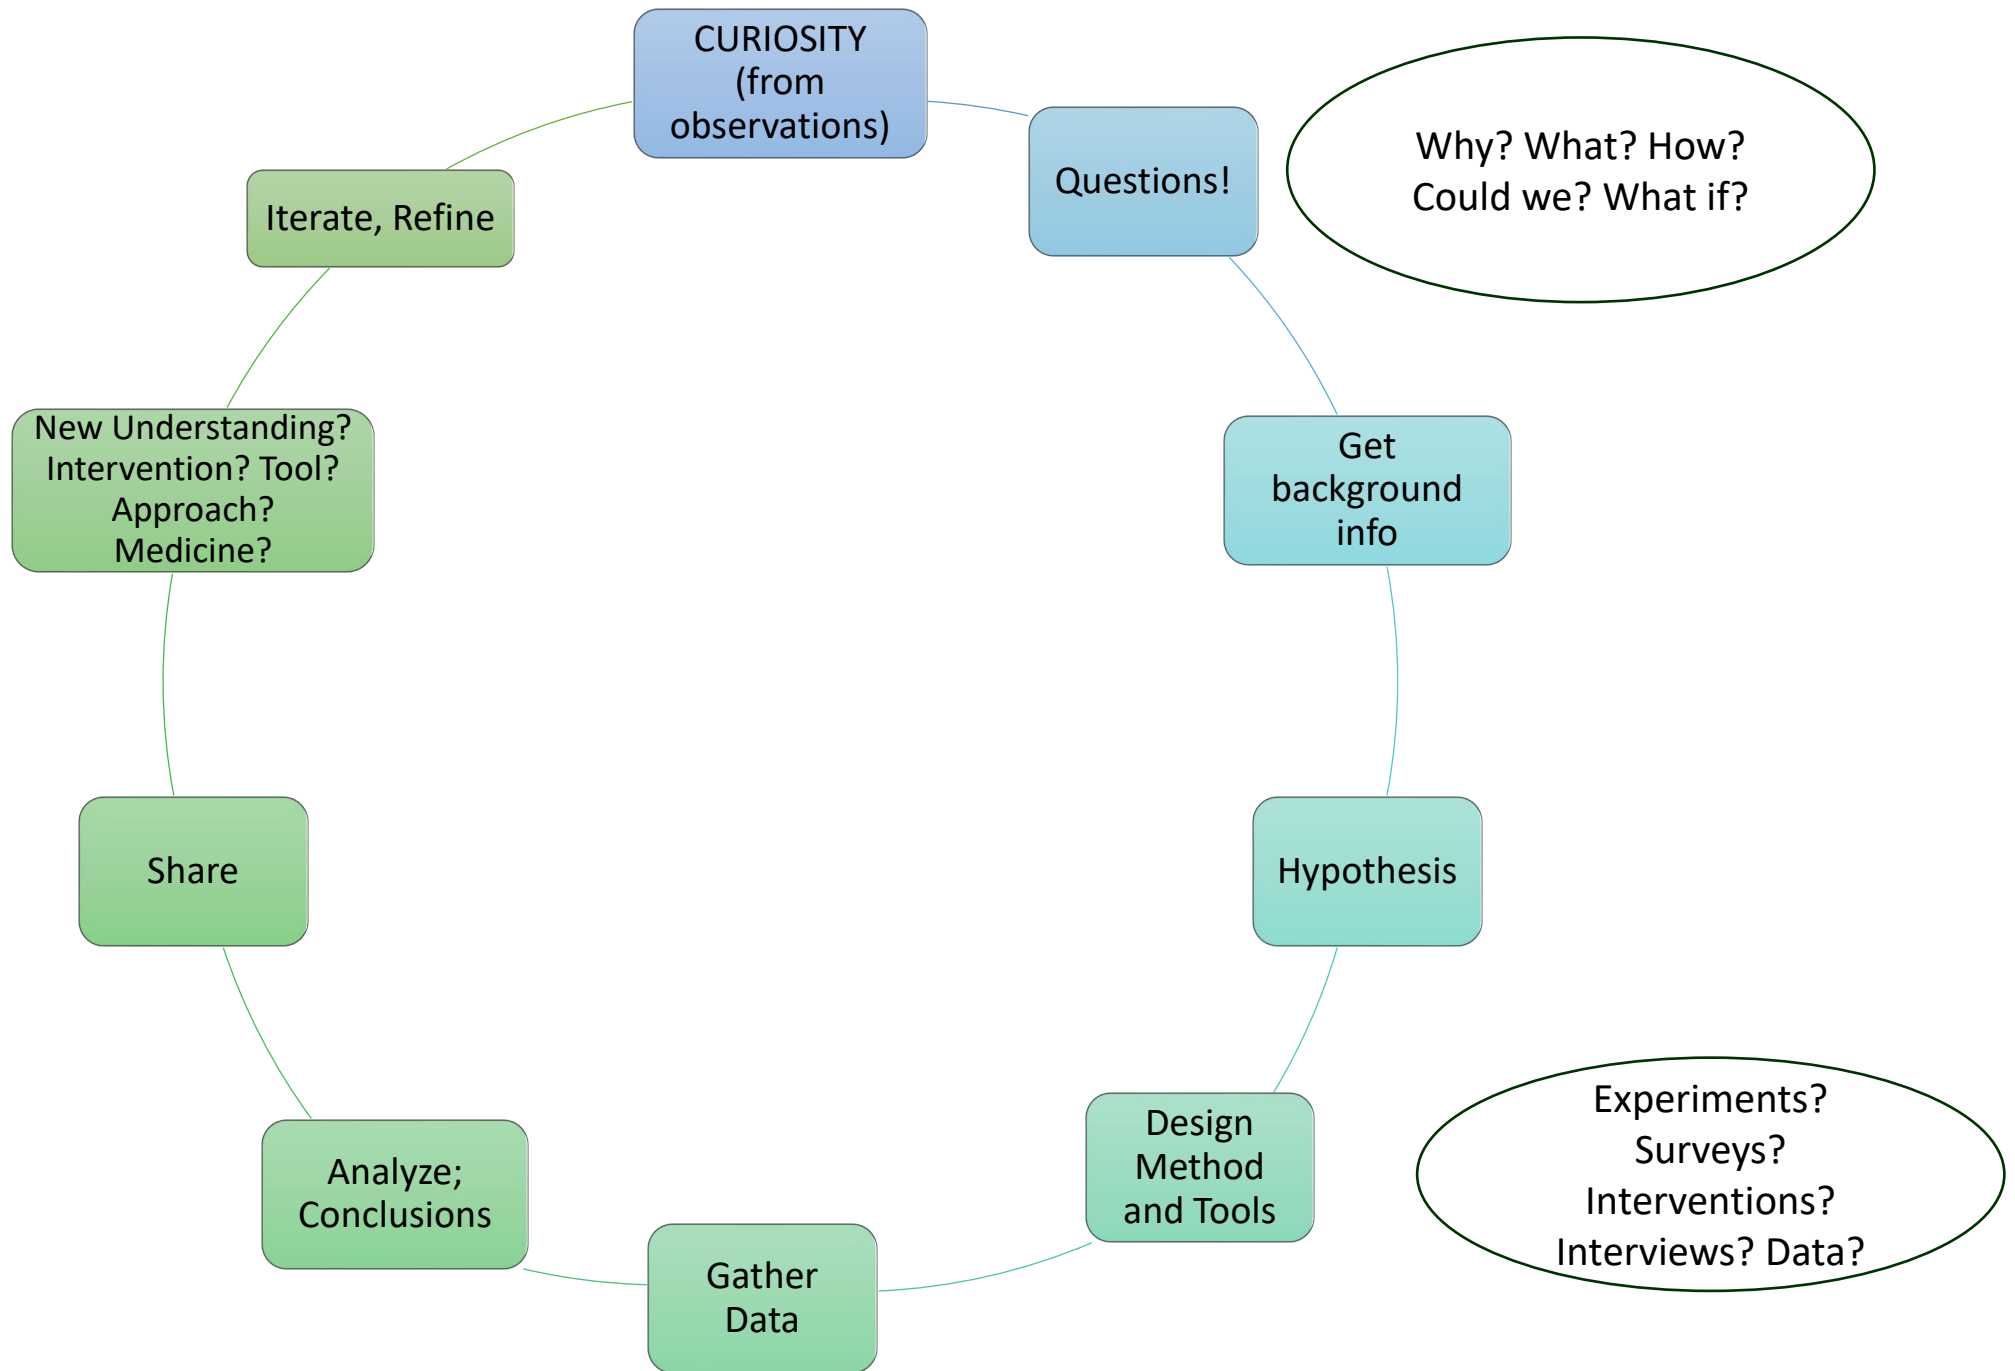 CURIOSITY
(from
observations)
Questions!
Why? What? How?
Could we? What if?
Get
background
info
Hypothesis
Design
Method
and Tools
Experiments?
Surveys?
Interventions?
Interviews? Data?
Gather
Data
Analyze;
Conclusions
Share
New Understanding?
Intervention? Tool?
Approach?
Medicine?
Iterate, Refine